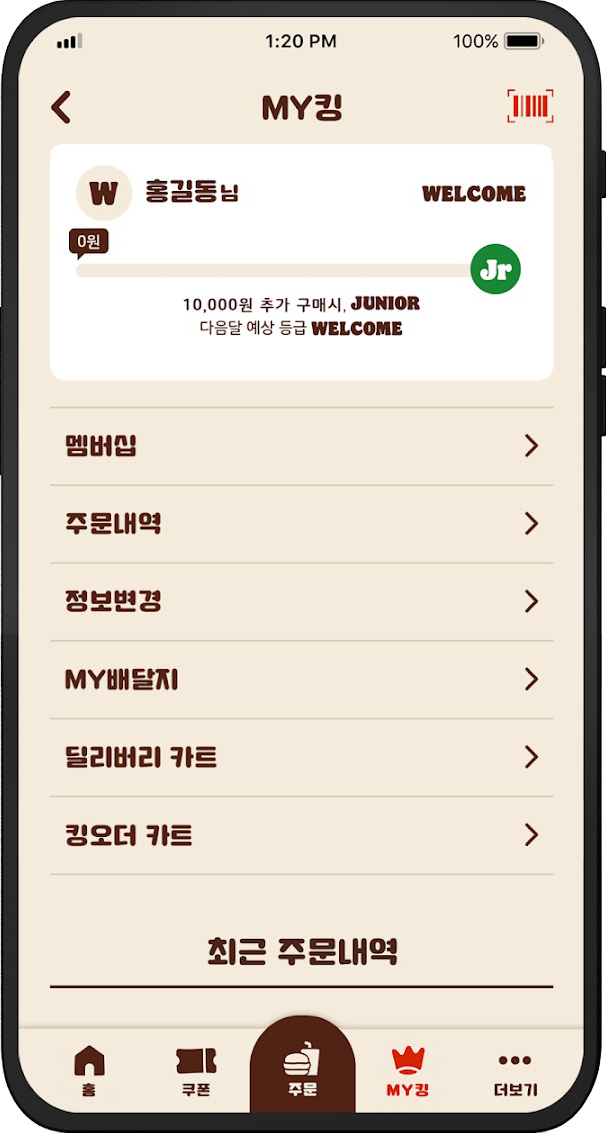 1:20 PM 100%
MY킹
W 홍길동님 WELCOME
0원
Jr
10,000원 추가 구매시, JUNIOR
다음달 예상 등급 WELCOME
멤버십
주문내역
정보변경
MY배달지
딜리버리 카트
킹오더 카트
최근 주문내역
홈 쿠폰 주문 MY킹 더보기